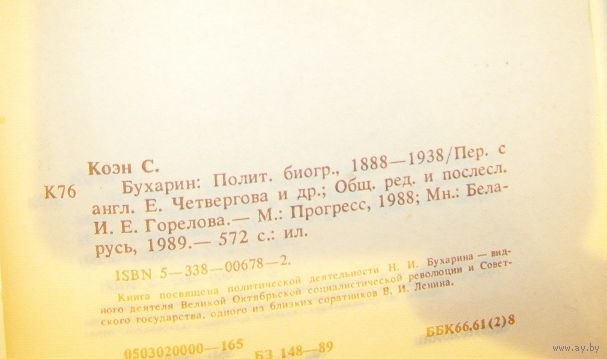 Коэн С.
К76 Бухарин: Полит. биогр., 1888—1938/Пер. с
англ. Е. Четвергова и др.; Общ. ред. и послесл.
И. Е. Горелова.— М.: Прогресс, 1988; Мн.: Бела-
русь, 1989.— 572 с.: ил.
ISBN 5—338—00678—2.
Книга посвящена политической деятельности Н. И. Бухарина — вид-
ного деятеля Великой Октябрьской социалистической революции и Совет-
ского государства, одного из близких соратников В. И. Ленина.
0503020000—165
БЗ 148—89
ББК66.61(2)8
www.ay.by